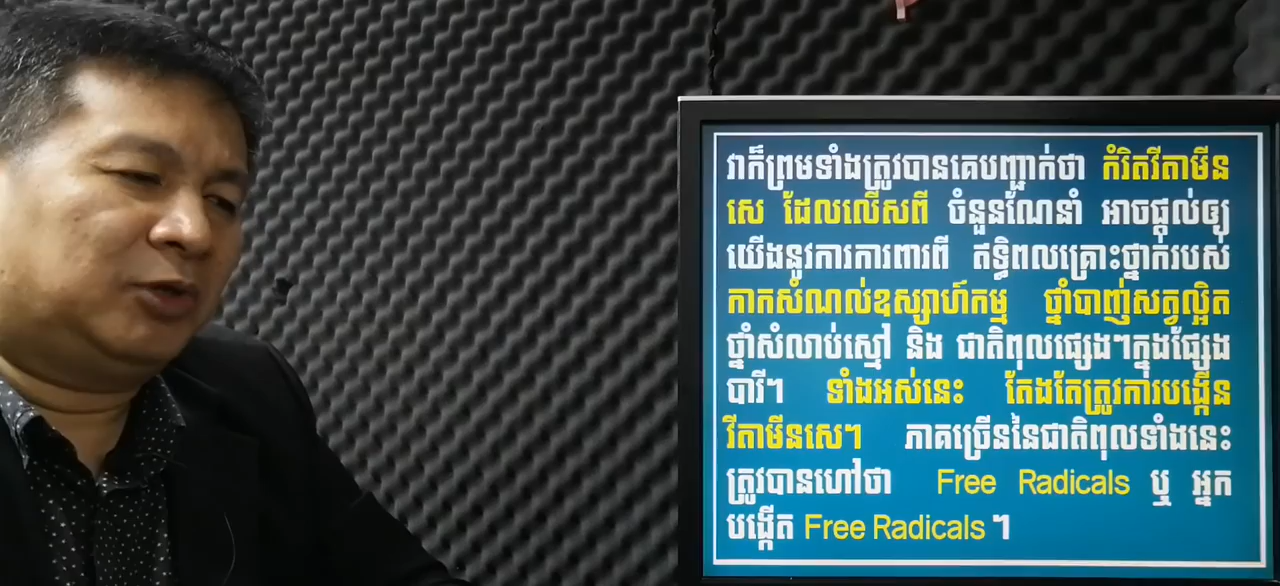 វាក៏ព្រមទាំងត្រូវបានគេបញ្ជាក់ថា កំរិតវីតាមីន
សេ ដែលលើសពី ចំនួនណែនាំ អាចផ្តល់ឲ្យ
យើងនូវការការពារពី ឥទ្ធិពលគ្រោះថ្នាក់របស់
កាកសំណល់ឧស្សាហ៍កម្ម ថ្នាំបាញ់សត្វល្អិត
ថ្នាំសំលាប់ស្មៅ និង ជាតិពុលផ្សេងៗក្នុងផ្សែង
បារី។ ទាំងអស់នេះ តែងតែត្រូវការបង្កើន
វីតាមីនសេ។ ភាគច្រើននៃជាតិពុលទាំងនេះ
ត្រូវបានហៅថា Free Radicals ឬ អ្នក
បង្កើត Free Radicals ។